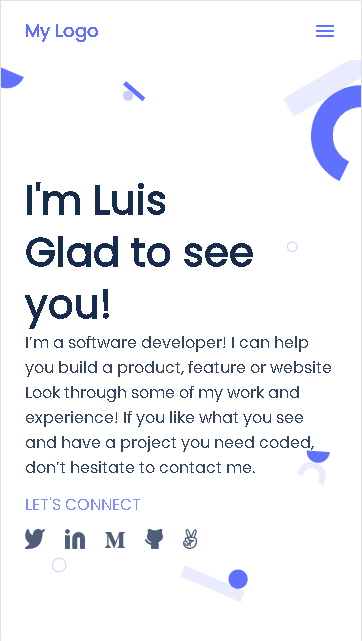 My Logo
I'm Luis
Glad to see
you!
I’m a software developer! I can help
you build a product, feature or website
Look through some of my work and
experience! If you like what you see
and have a project you need coded,
don’t hesitate to contact me.
LET'S CONNECT